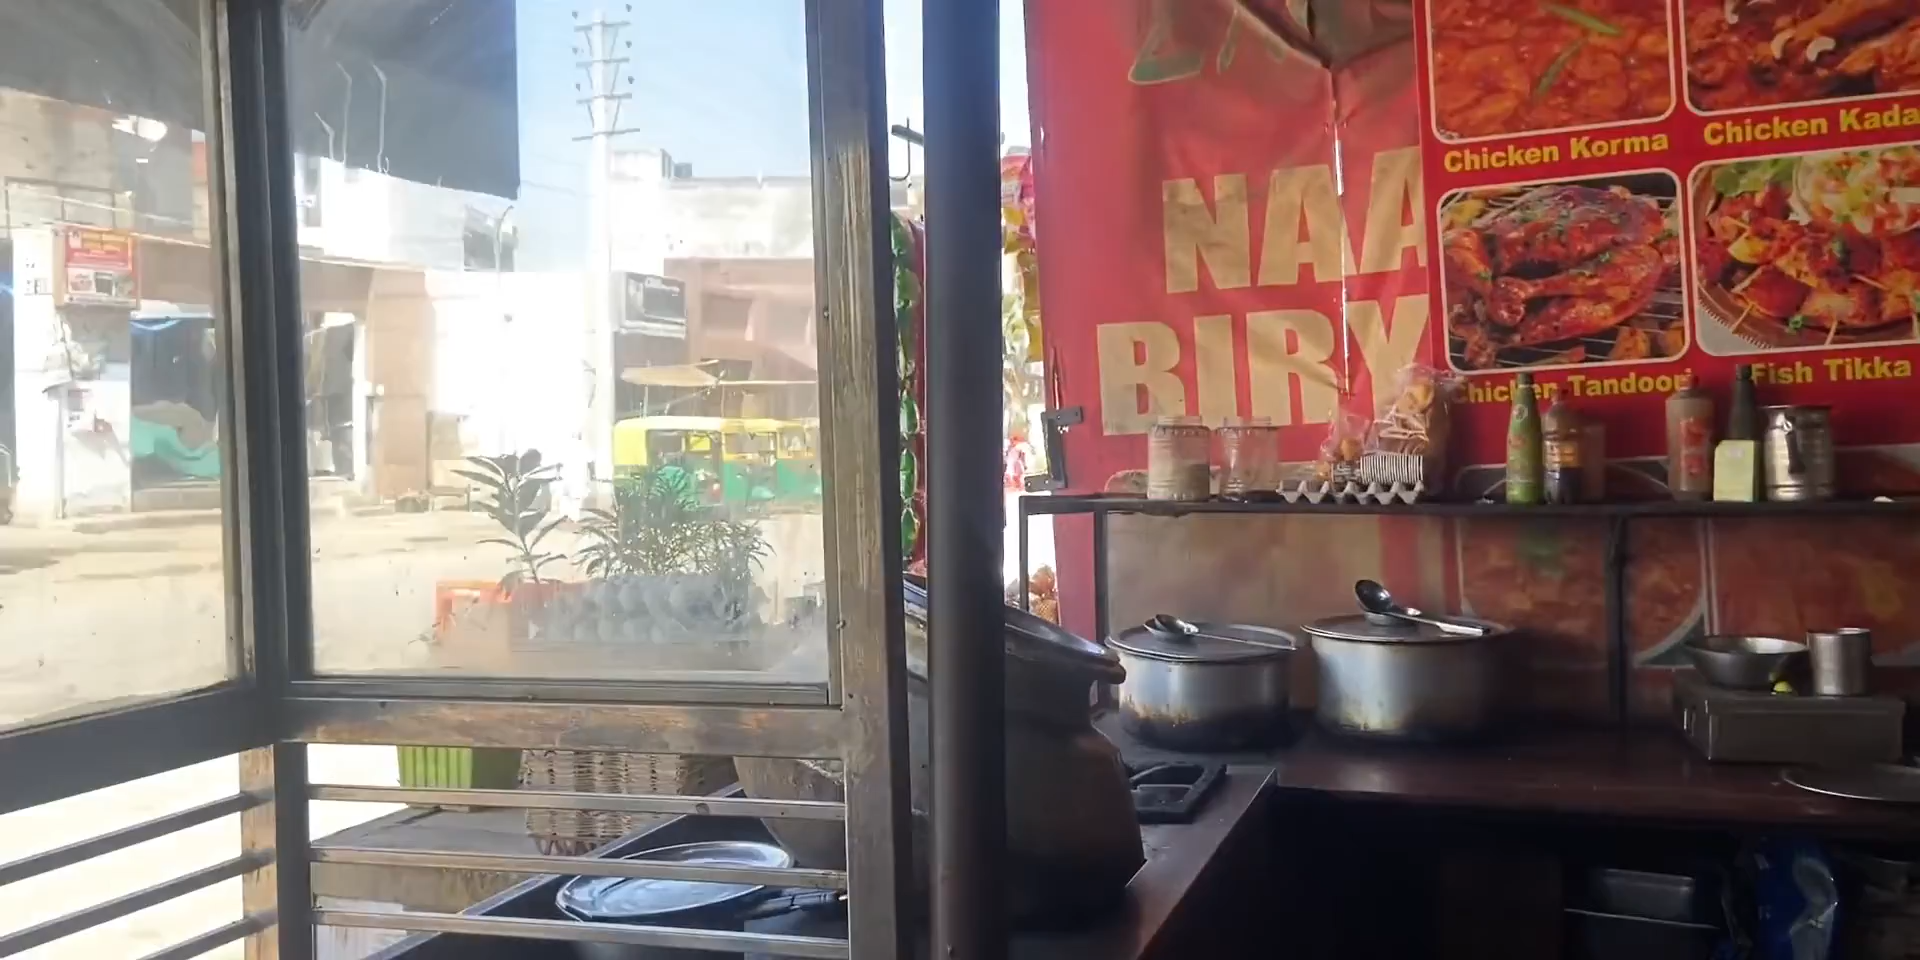 NAA
BIRY
Chicken Korma
Chicken Kada
Chicken Tandoori
Fish Tikka